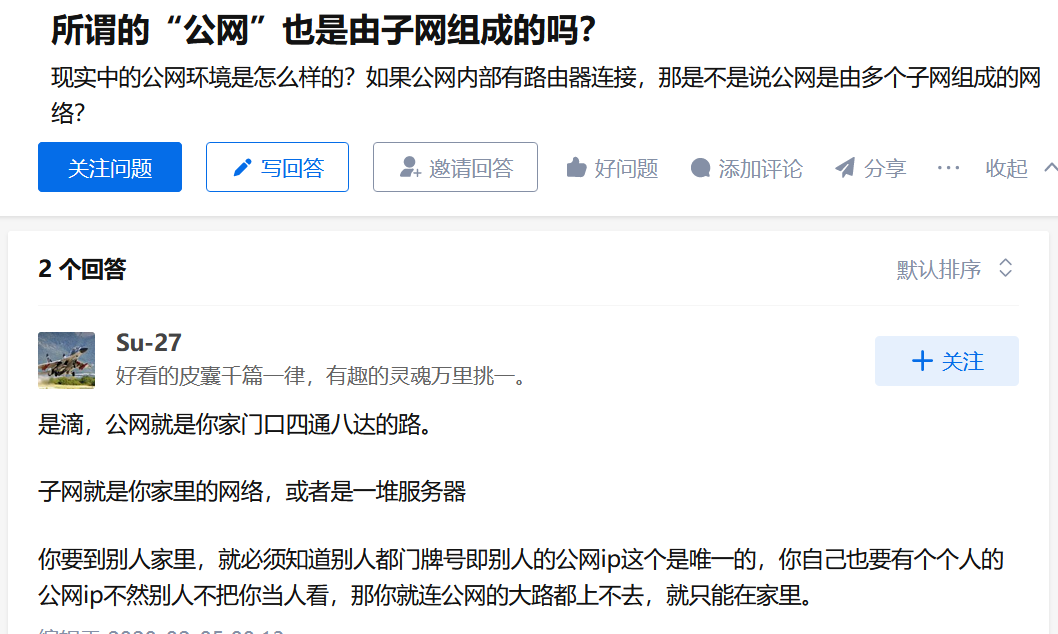 所谓的“公网”也是由子网组成的吗？
现实中的公网环境是怎么样的？如果公网内部有路由器连接，那是不是说公网是由多个子网组成的网
络？
关注问题 写回答 邀请回答 好问题 添加评论 分享 ··· 收起
2 个回答 默认排序
Su-27
好看的皮囊千篇一律，有趣的灵魂万里挑一。
+ 关注
是滴，公网就是你家门口四通八达的路。
子网就是你家里的网络，或者是一堆服务器
你要到别人家里，就必须知道别人都门牌号即别人的公网ip这个是唯一的，你自己也要有个个人的
公网ip不然别人不把你当人看，那你就连公网的大路都上不去，就只能在家里。